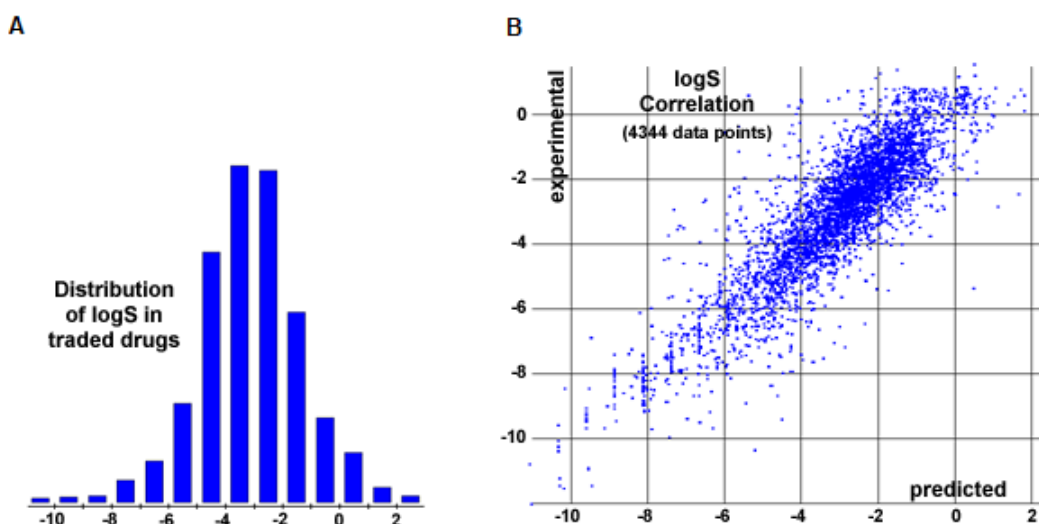 A
B
Distribution
of logS in
traded drugs
-10 -8 -6 -4 -2 0 2
experimental
logS
Correlation
(4344 data points)
0
-2
-4
-6
-8
-10
predicted
-10 -8 -6 -4 -2 0 2